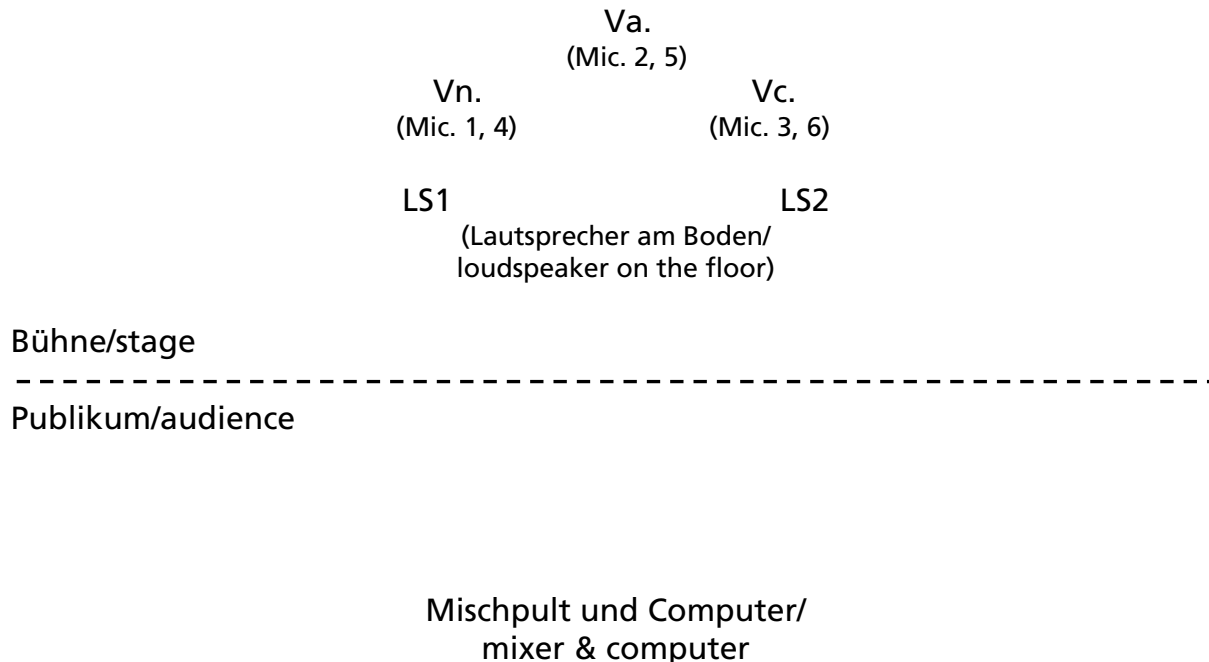 Va.
(Mic. 2, 5)
Vn. Vc.
(Mic. 1, 4) (Mic. 3, 6)
LS1 LS2
(Lautsprecher am Boden/
loudspeaker on the floor)
Bühne/stage
Publikum/audience
Mischpult und Computer/
mixer & computer